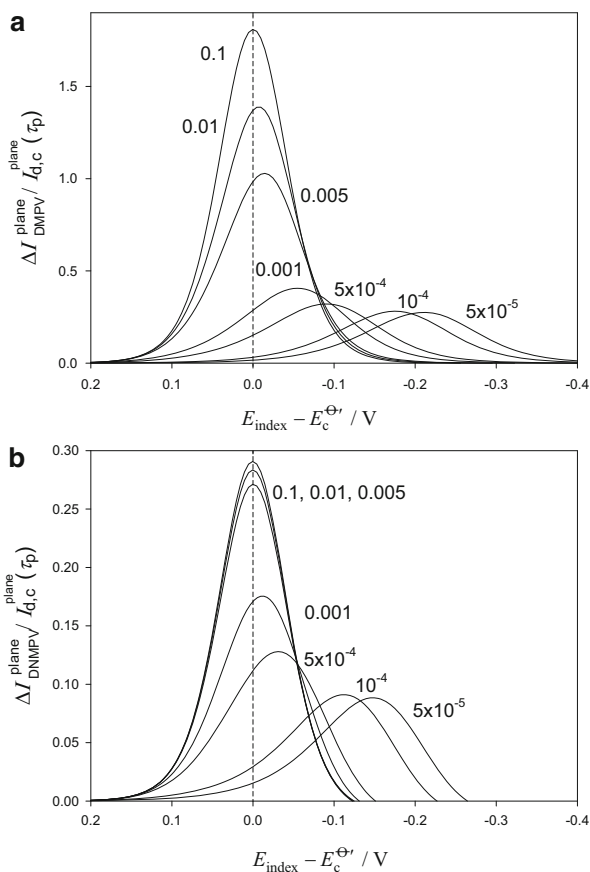 a
ΔI plane DMPV / I plane d,c (τp)
1.5
1.0
0.5
0.0
0.1
0.01
0.005
0.001
5x10⁻⁴
10⁻⁴
5x10⁻⁵
0.2 0.1 0.0 -0.1 -0.2 -0.3 -0.4
E index − E c ⊖′ / V
b
ΔI plane DNMPV / I plane d,c (τp)
0.30
0.25
0.20
0.15
0.10
0.05
0.00
0.1, 0.01, 0.005
0.001
5x10⁻⁴
10⁻⁴
5x10⁻⁵
0.2 0.1 0.0 -0.1 -0.2 -0.3 -0.4
E index − E c ⊖′ / V